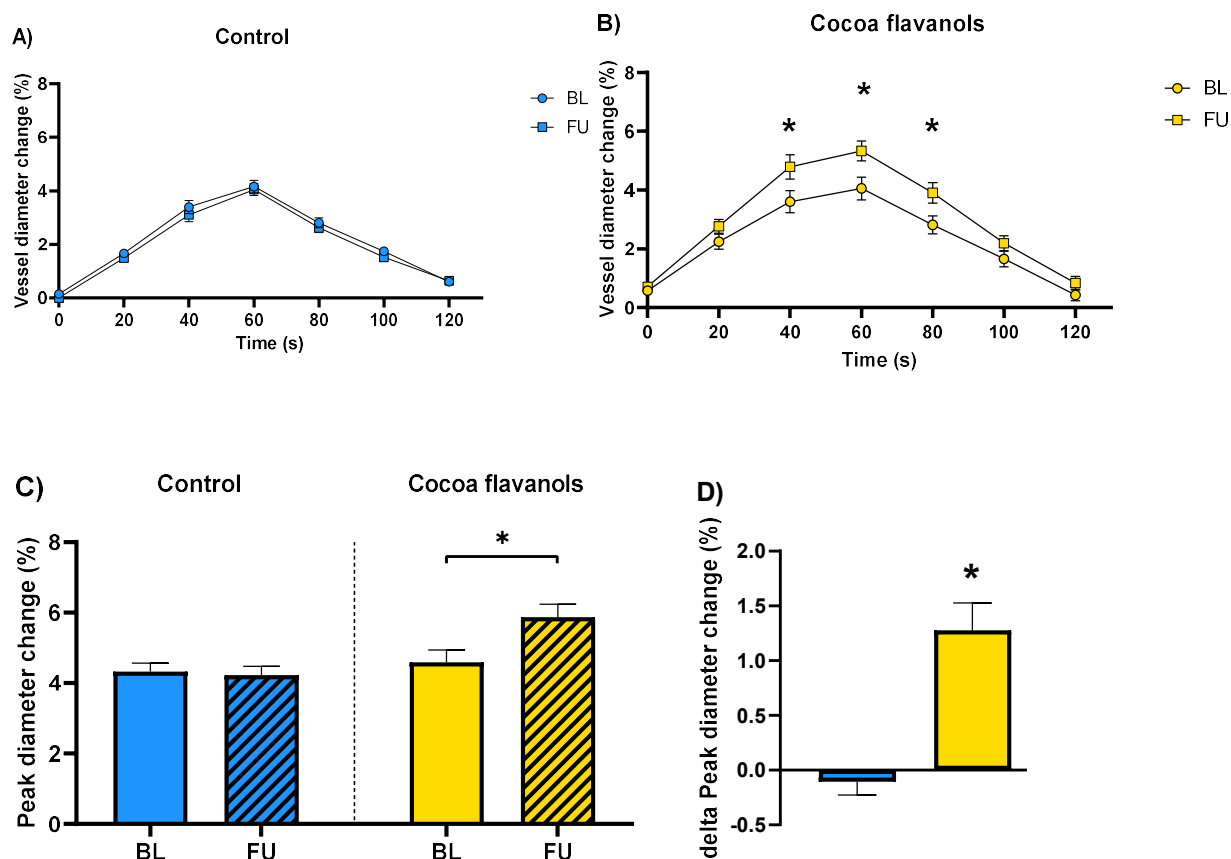 A)
Control
Vessel diameter change (%)
8
6
4
2
0
0 20 40 60 80 100 120
Time (s)
BL
FU
B)
Cocoa flavanols
Vessel diameter change (%)
8
6
4
2
0
* * *
0 20 40 60 80 100 120
Time (s)
BL
FU
C)
Control
Cocoa flavanols
Peak diameter change (%)
8
6
4
2
0
*
BL FU BL FU
D)
delta Peak diameter change (%)
2.0
1.5
1.0
0.5
0.0
-0.5
*